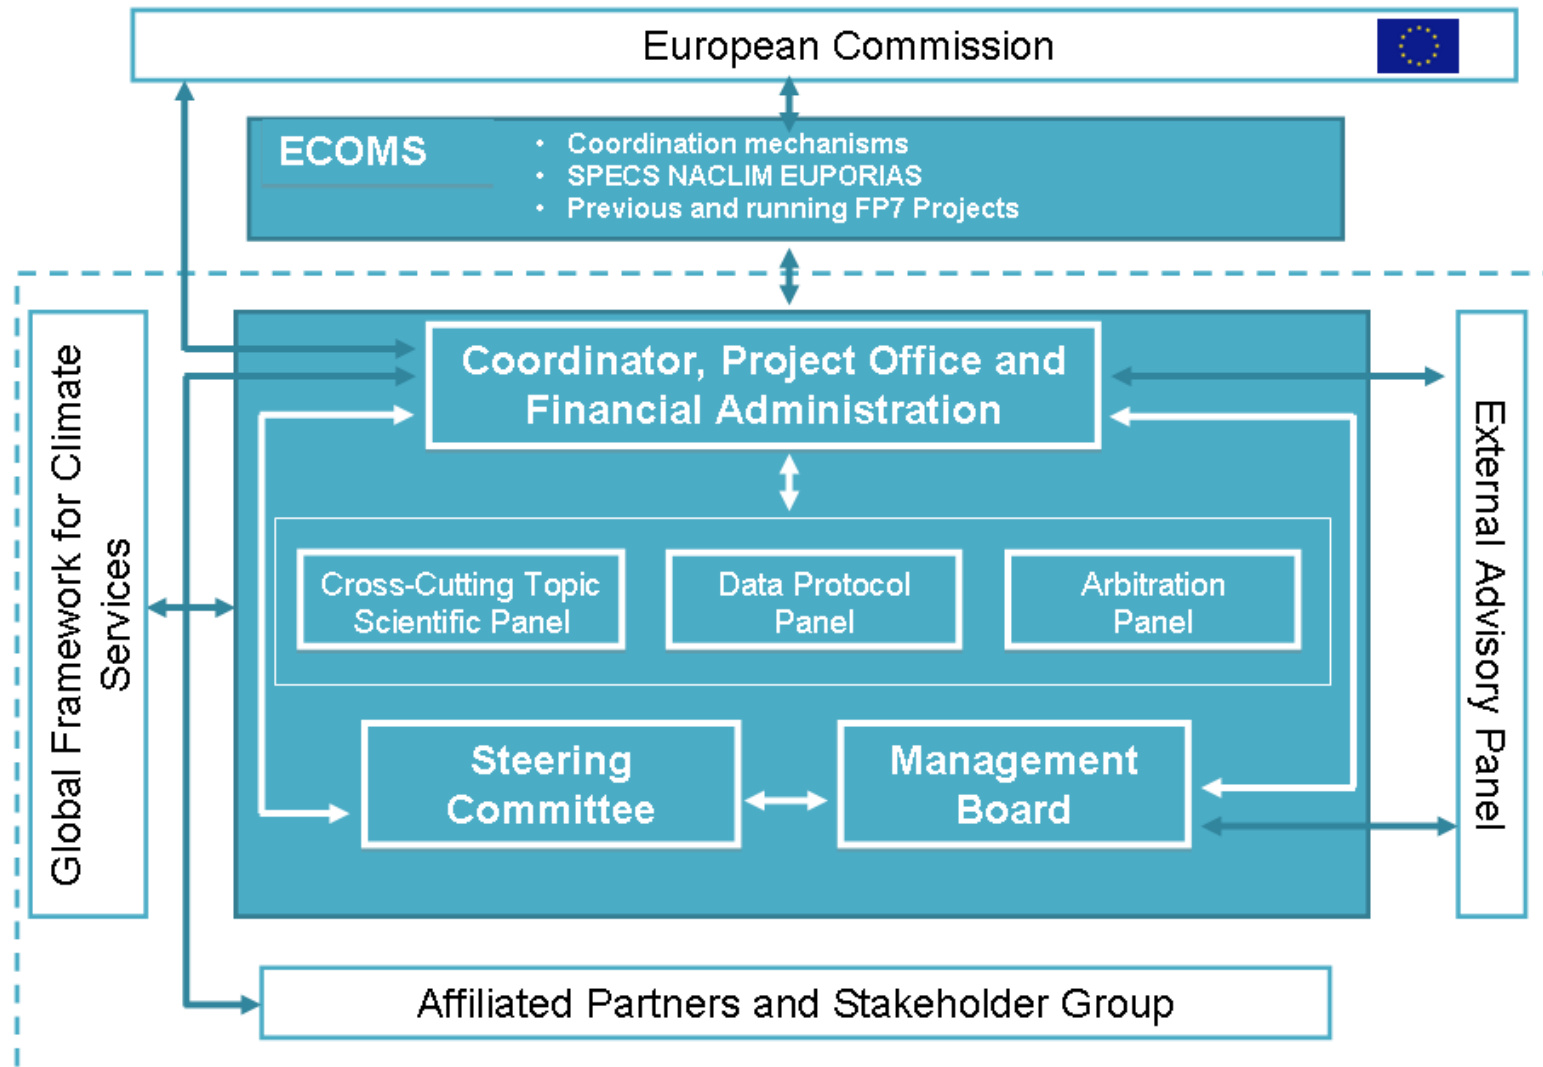 European Commission
ECOMS
• Coordination mechanisms
• SPECS NACLIM EUPORIAS
• Previous and running FP7 Projects
Global Framework for Climate
Services
Coordinator, Project Office and
Financial Administration
Cross-Cutting Topic
Scientific Panel
Data Protocol
Panel
Arbitration
Panel
Steering
Committee
Management
Board
External Advisory Panel
Affiliated Partners and Stakeholder Group